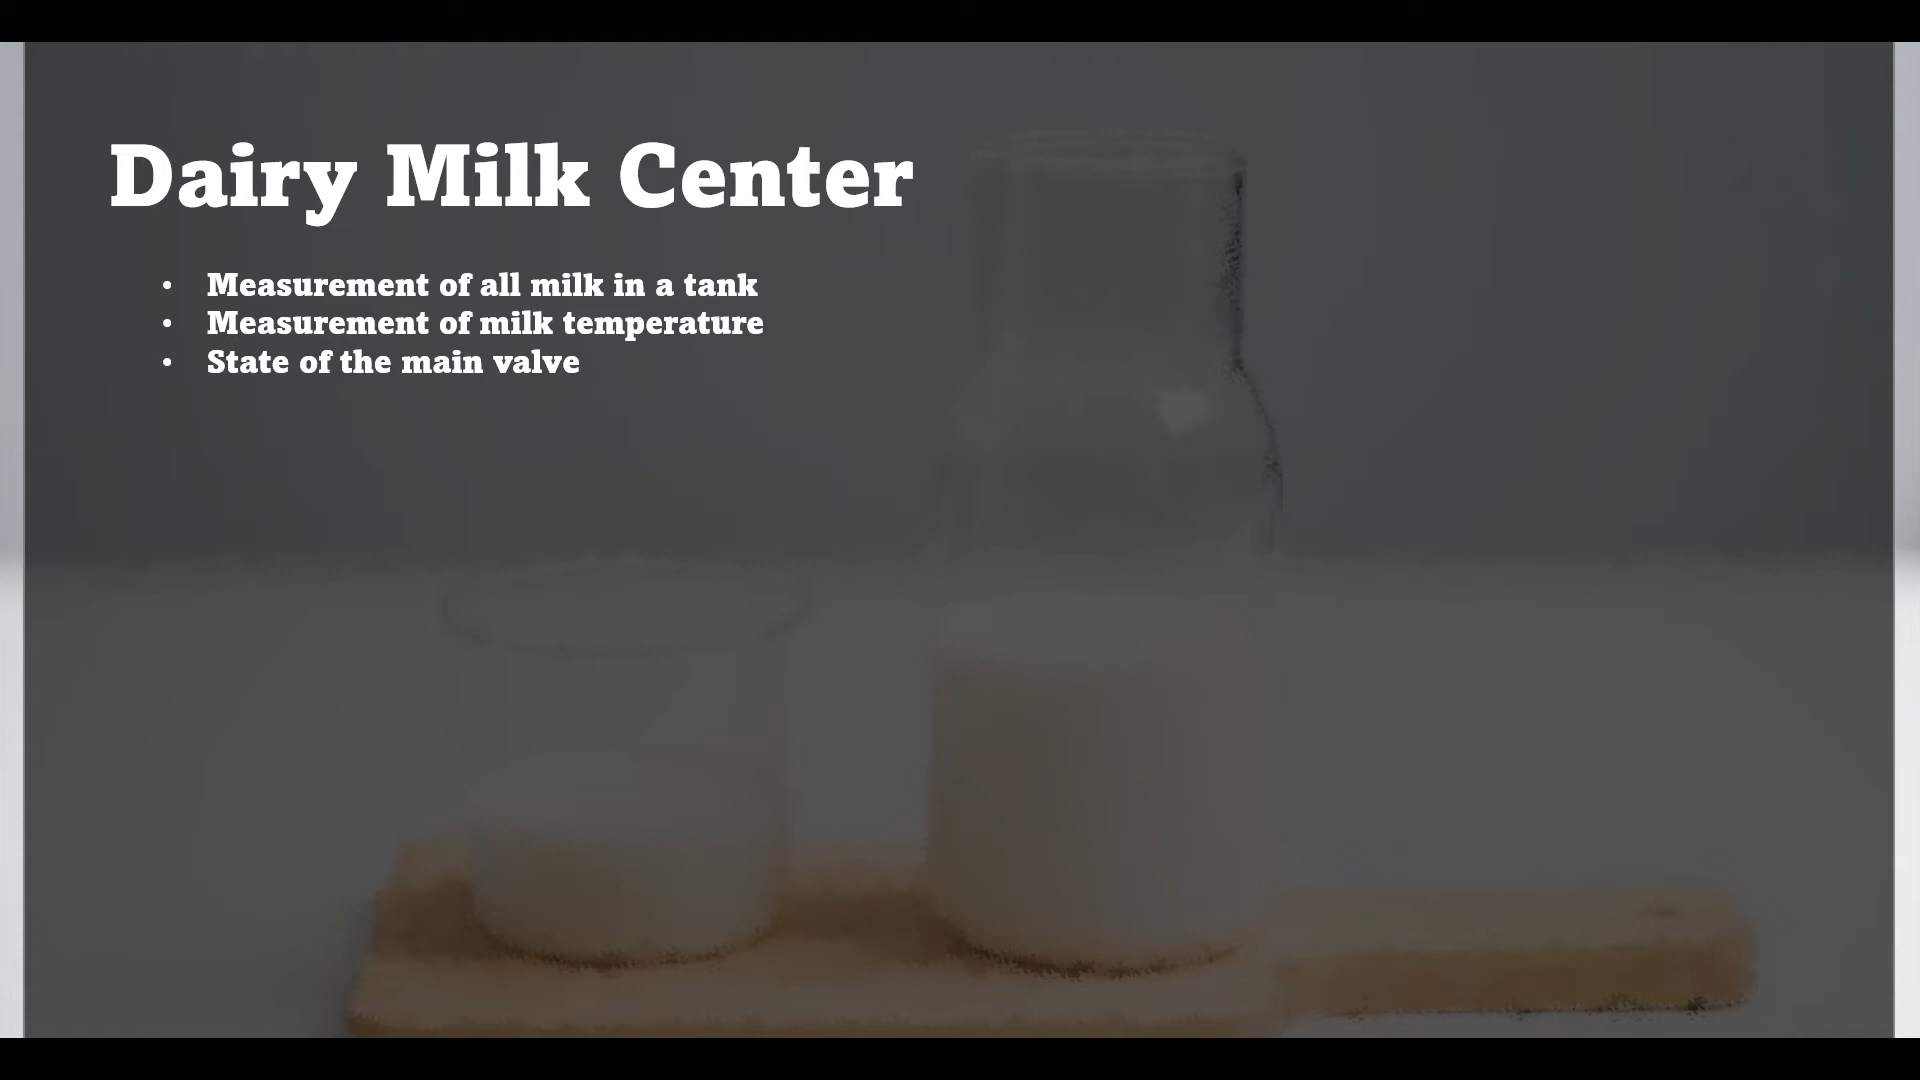 Dairy Milk Center
• Measurement of all milk in a tank
• Measurement of milk temperature
• State of the main valve